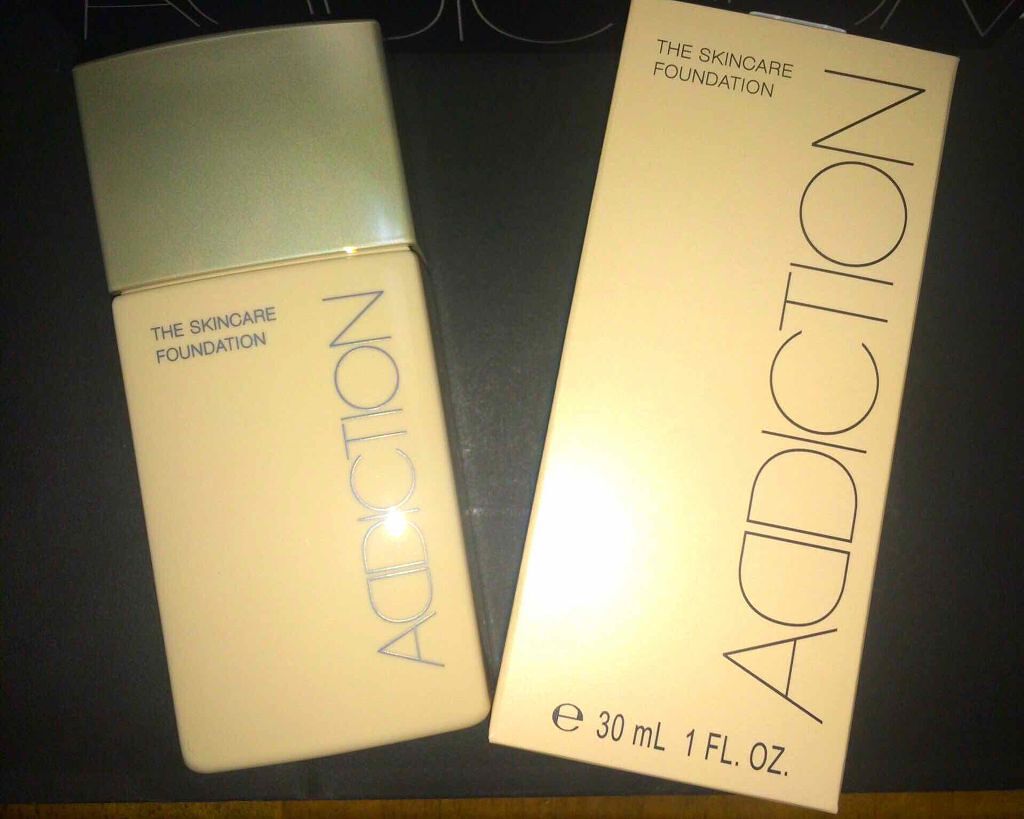 THE SKINCARE
FOUNDATION
ADDICTION
THE SKINCARE
FOUNDATION
ADDICTION
e 30 mL 1 FL. OZ.